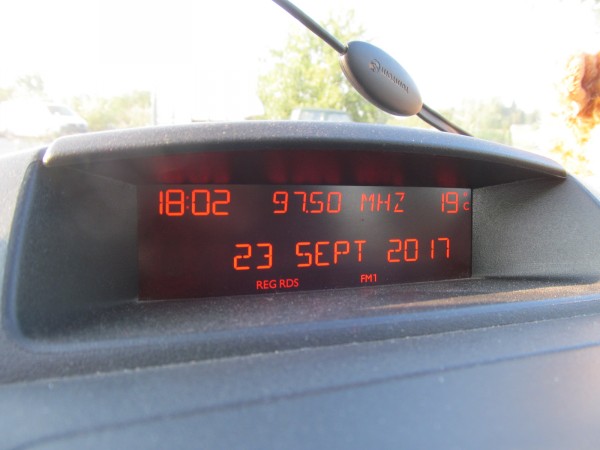 18:02 97.50 MHZ 19°C
23 SEPT 2017
REG RDS FM1